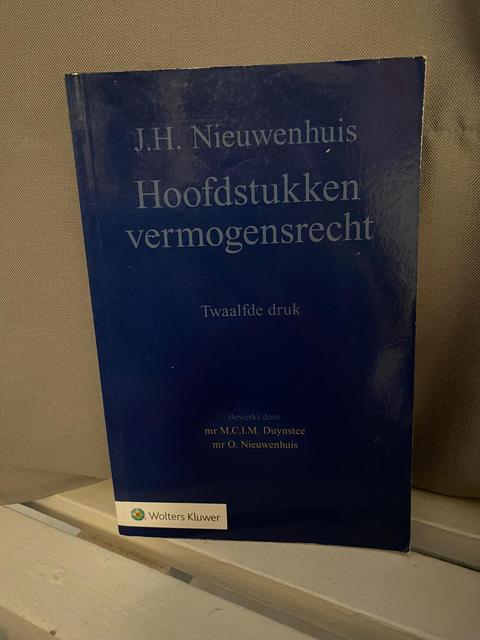 J.H. Nieuwenhuis
Hoofdstukken
vermogensrecht
Twaalfde druk
Bewerkt door
mr M.C.I.M. Duynstee
mr O. Nieuwenhuis
Wolters Kluwer